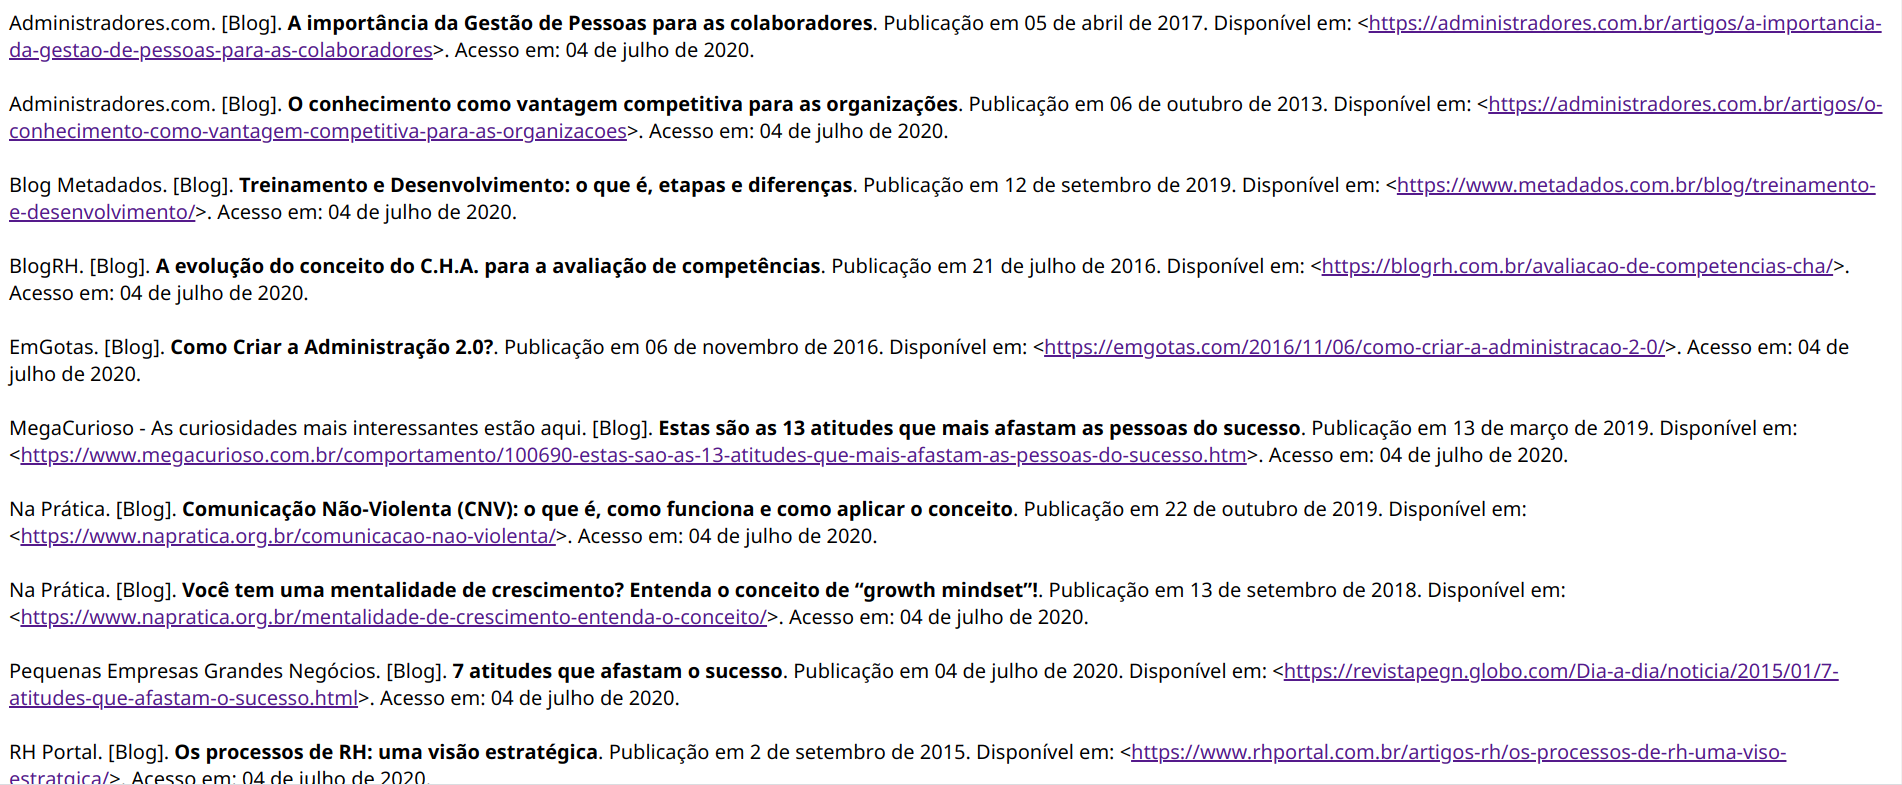 Administradores.com. [Blog]. A importância da Gestão de Pessoas para as colaboradores. Publicação em 05 de abril de 2017. Disponível em: <https://administradores.com.br/artigos/a-importancia-
da-gestao-de-pessoas-para-as-colaboradores>. Acesso em: 04 de julho de 2020.
Administradores.com. [Blog]. O conhecimento como vantagem competitiva para as organizações. Publicação em 06 de outubro de 2013. Disponível em: <https://administradores.com.br/artigos/o-
conhecimento-como-vantagem-competitiva-para-as-organizacoes>. Acesso em: 04 de julho de 2020.
Blog Metadados. [Blog]. Treinamento e Desenvolvimento: o que é, etapas e diferenças. Publicação em 12 de setembro de 2019. Disponível em: <https://www.metadados.com.br/blog/treinamento-
e-desenvolvimento/>. Acesso em: 04 de julho de 2020.
BlogRH. [Blog]. A evolução do conceito do C.H.A. para a avaliação de competências. Publicação em 21 de julho de 2016. Disponível em: <https://blogrh.com.br/avaliacao-de-competencias-cha/>.
Acesso em: 04 de julho de 2020.
EmGotas. [Blog]. Como Criar a Administração 2.0?. Publicação em 06 de novembro de 2016. Disponível em: <https://emgotas.com/2016/11/06/como-criar-a-administracao-2-0/>. Acesso em: 04 de
julho de 2020.
MegaCurioso - As curiosidades mais interessantes estão aqui. [Blog]. Estas são as 13 atitudes que mais afastam as pessoas do sucesso. Publicação em 13 de março de 2019. Disponível em:
<https://www.megacurioso.com.br/comportamento/100690-estas-sao-as-13-atitudes-que-mais-afastam-as-pessoas-do-sucesso.htm>. Acesso em: 04 de julho de 2020.
Na Prática. [Blog]. Comunicação Não-Violenta (CNV): o que é, como funciona e como aplicar o conceito. Publicação em 22 de outubro de 2019. Disponível em:
<https://www.napratica.org.br/comunicacao-nao-violenta/>. Acesso em: 04 de julho de 2020.
Na Prática. [Blog]. Você tem uma mentalidade de crescimento? Entenda o conceito de “growth mindset”!. Publicação em 13 de setembro de 2018. Disponível em:
<https://www.napratica.org.br/mentalidade-de-crescimento-entenda-o-conceito/>. Acesso em: 04 de julho de 2020.
Pequenas Empresas Grandes Negócios. [Blog]. 7 atitudes que afastam o sucesso. Publicação em 04 de julho de 2020. Disponível em: <https://revistapegn.globo.com/Dia-a-dia/noticia/2015/01/7-
atitudes-que-afastam-o-sucesso.html>. Acesso em: 04 de julho de 2020.
RH Portal. [Blog]. Os processos de RH: uma visão estratégica. Publicação em 2 de setembro de 2015. Disponível em: <https://www.rhportal.com.br/artigos-rh/os-processos-de-rh-uma-viso-
estratgica/>. Acesso em: 04 de julho de 2020.